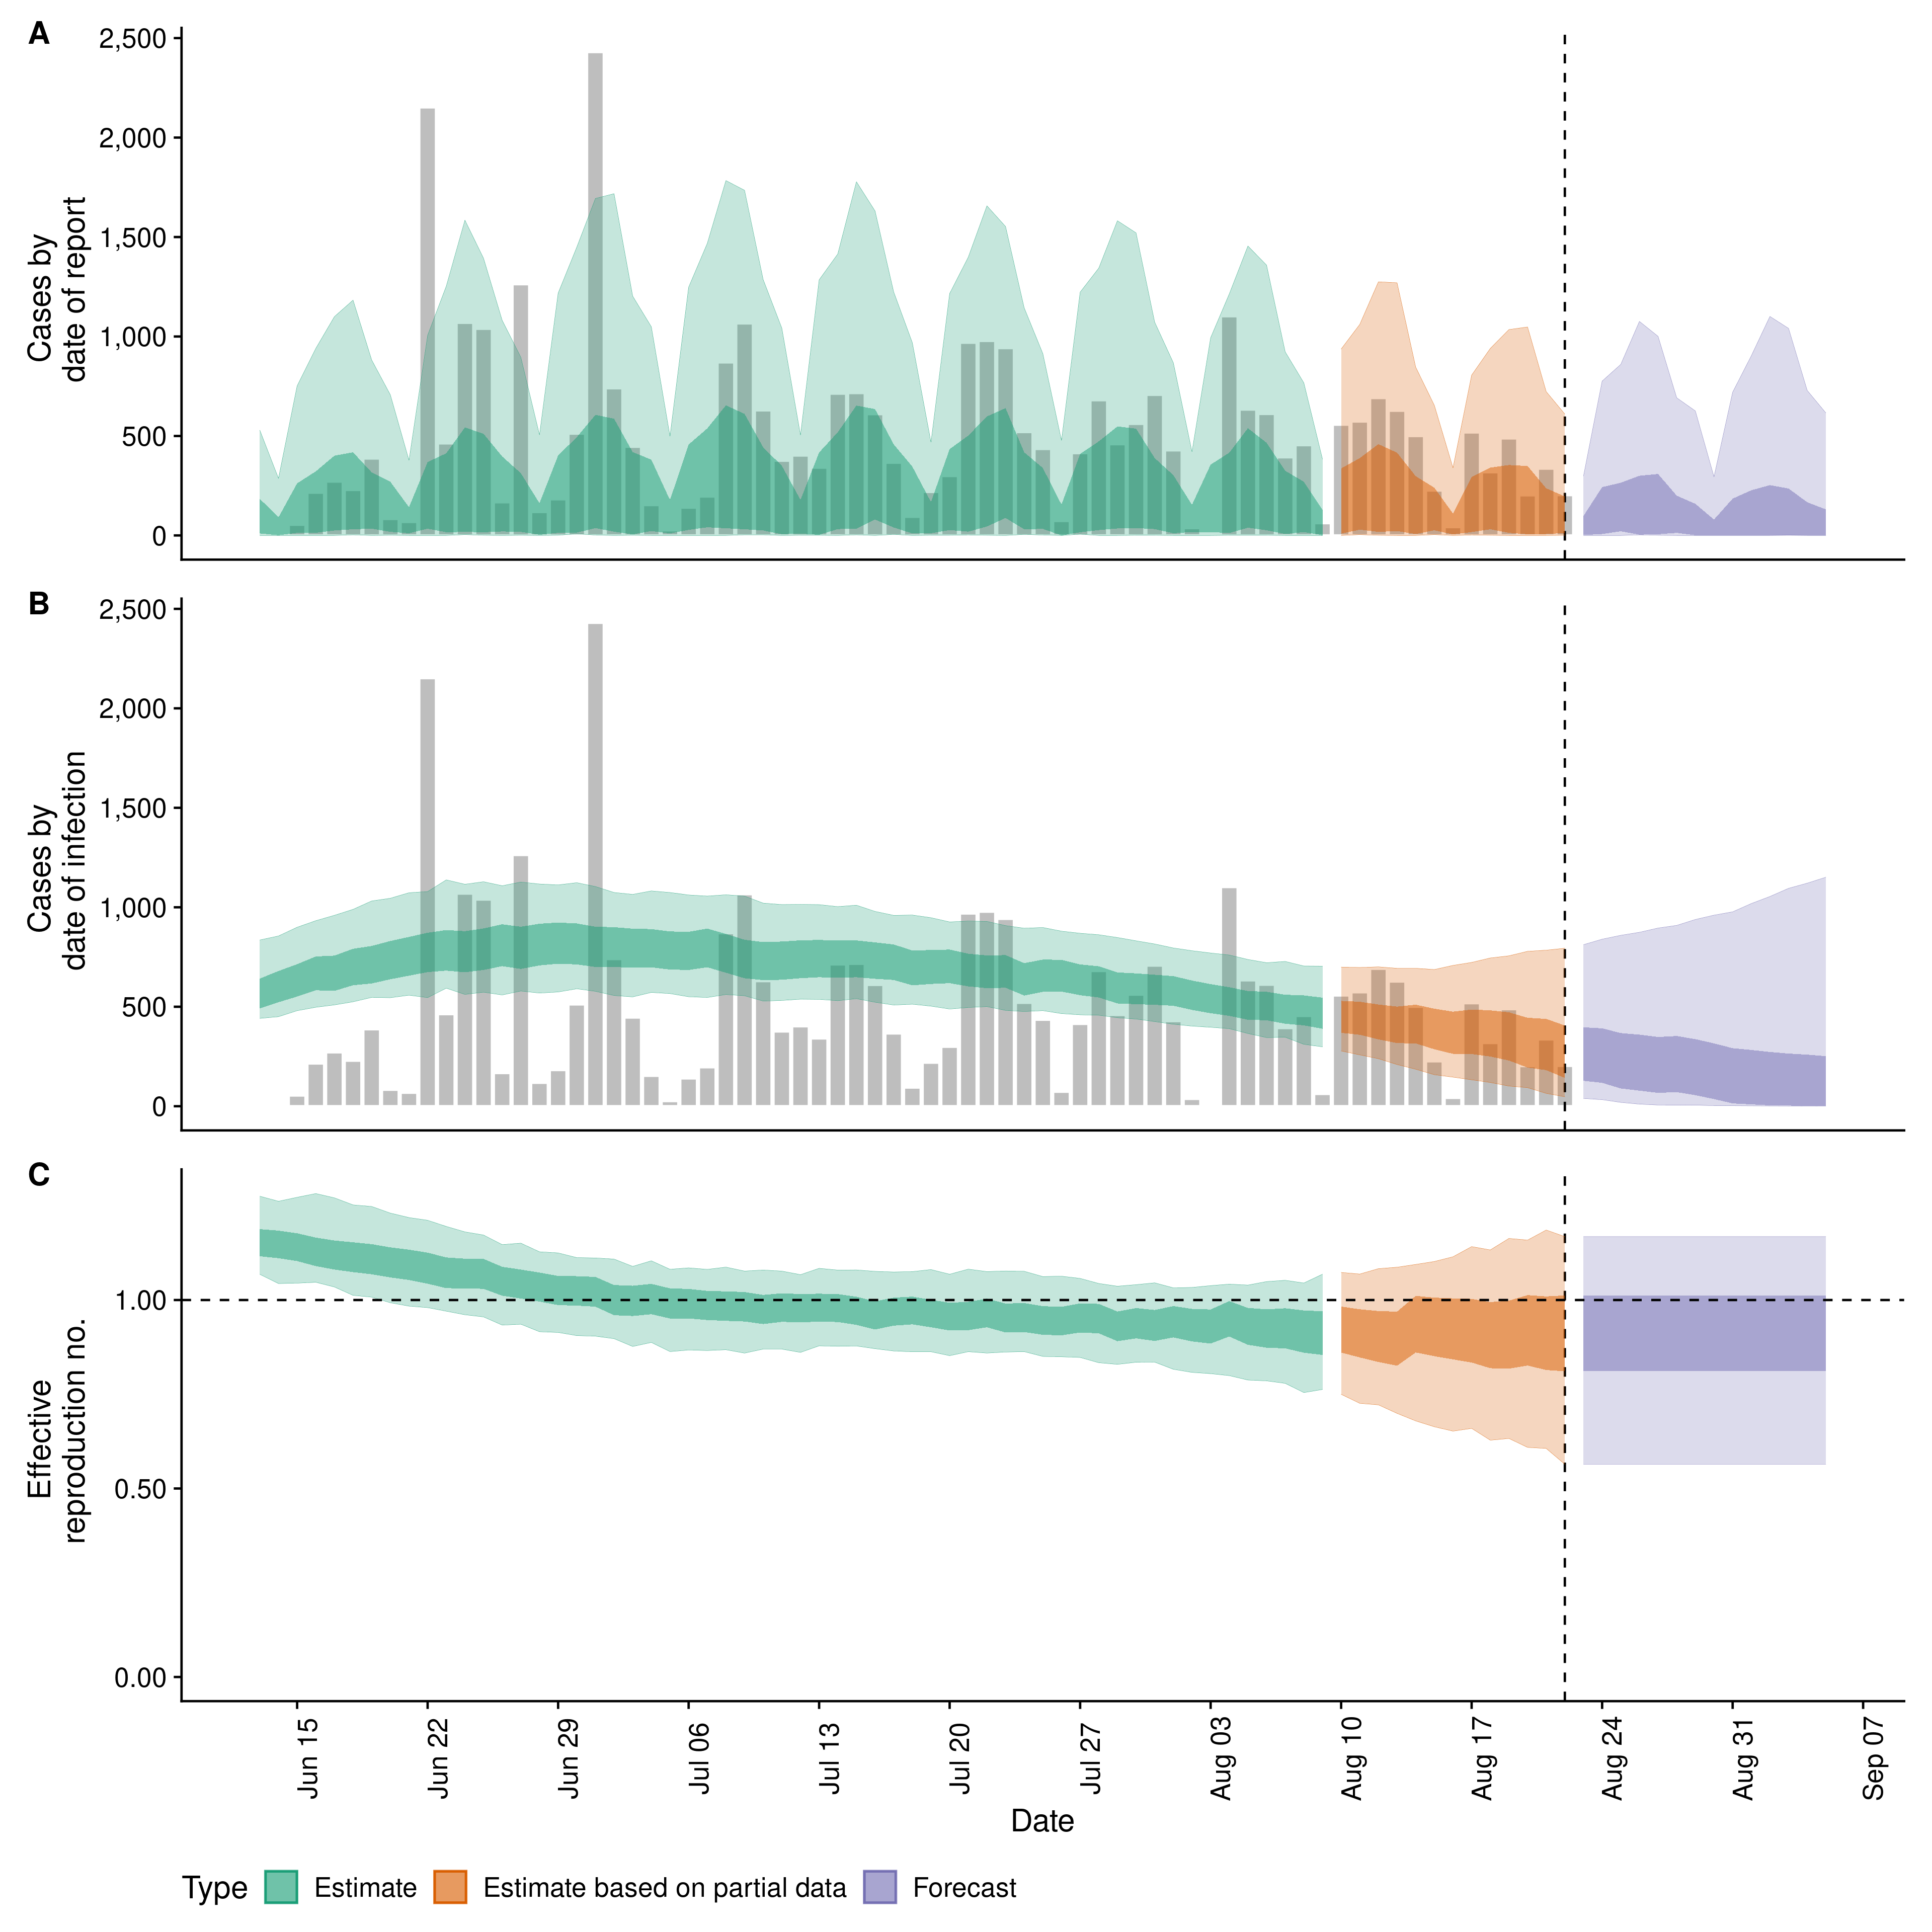 A
2,500
2,000
1,500
1,000
500
0
Cases by
date of report
B
2,500
2,000
1,500
1,000
500
0
Cases by
date of infection
C
1.00
0.50
0.00
Effective
reproduction no.
Jun 15
Jun 22
Jun 29
Jul 06
Jul 13
Jul 20
Jul 27
Aug 03
Aug 10
Aug 17
Aug 24
Aug 31
Sep 07
Date
Type
Estimate
Estimate based on partial data
Forecast